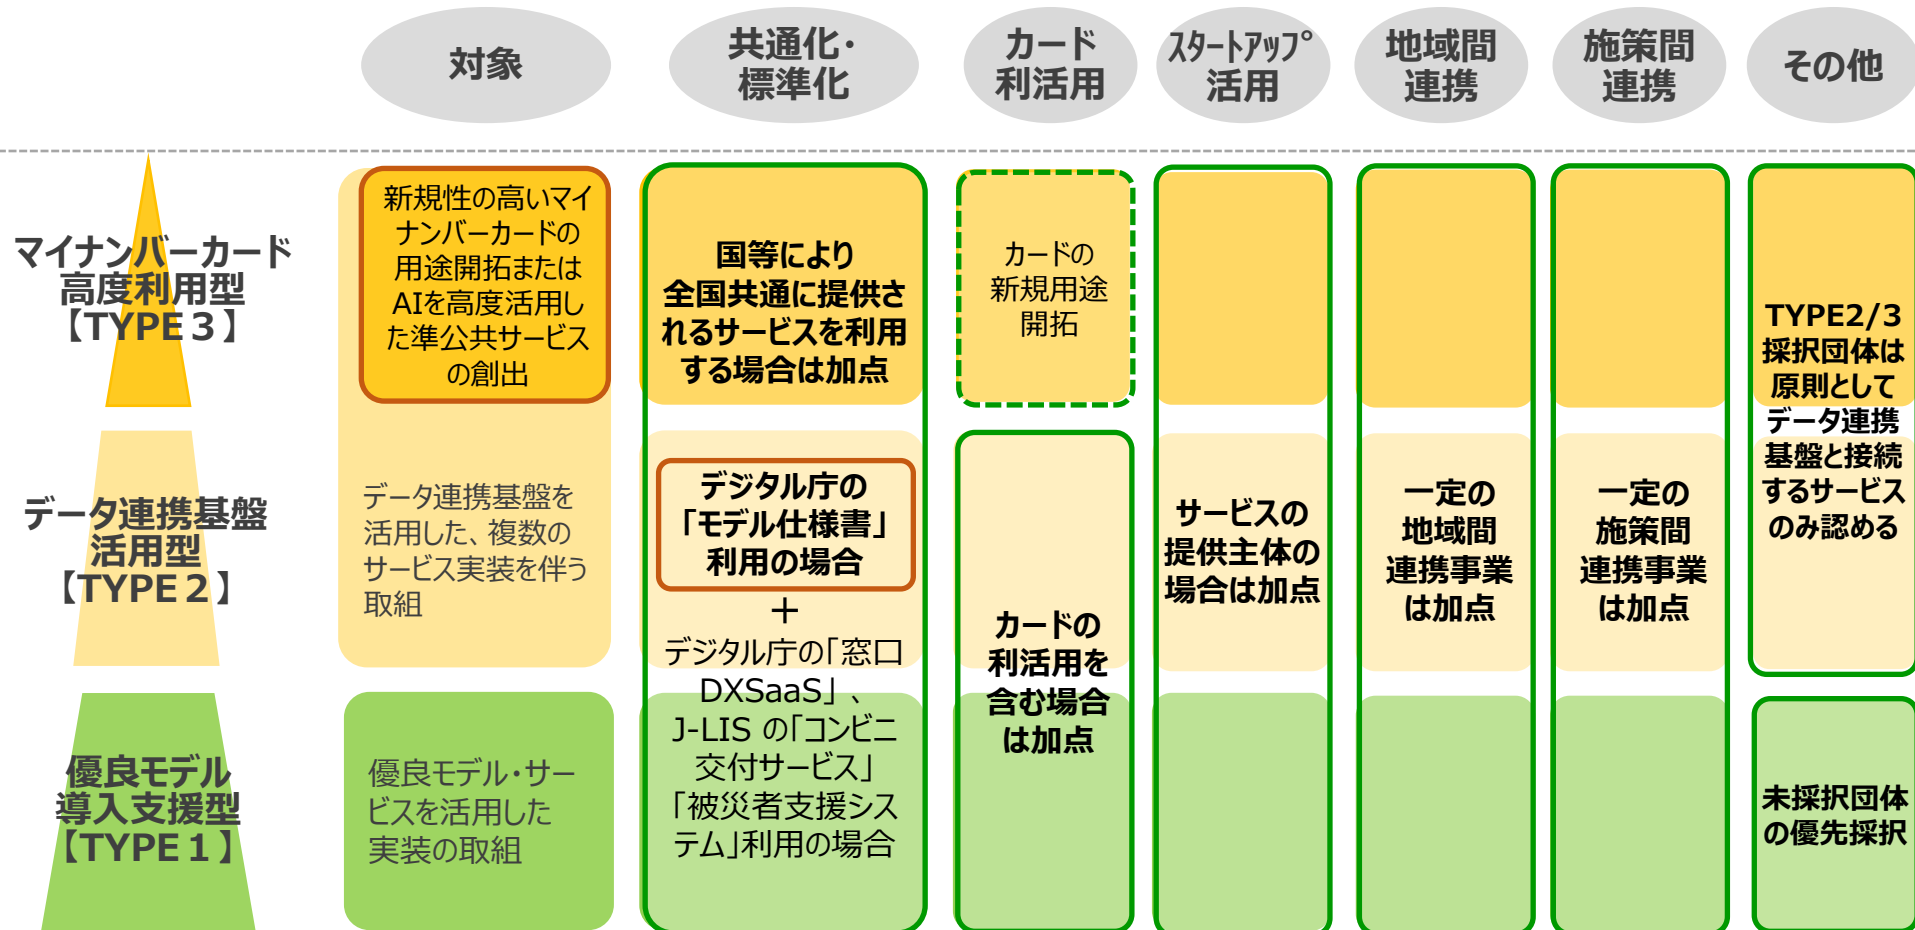 対象
共通化・
標準化
カード
利活用
ｽﾀｰﾄｱｯﾌﾟ
活用
地域間
連携
施策間
連携
その他
マイナンバーカード
高度利用型
【TYPE３】
新規性の高いマイ
ナンバーカードの
用途開拓または
AIを高度活用し
た準公共サービス
の創出
国等により
全国共通に提供さ
れるサービスを利用
する場合は加点
カードの
新規用途
開拓
TYPE2/3
採択団体は
原則として
データ連携
基盤と接続
するサービス
のみ認める
データ連携基盤
活用型
【TYPE２】
データ連携基盤を
活用した、複数の
サービス実装を伴う
取組
デジタル庁の
「モデル仕様書」
利用の場合
＋
デジタル庁の「窓口
DXSaaS」、
J-LIS の「コンビニ
交付サービス」
「被災者支援シス
テム」利用の場合
カードの
利活用を
含む場合
は加点
サービスの
提供主体の
場合は加点
一定の
地域間
連携事業
は加点
一定の
施策間
連携事業
は加点
優良モデル
導入支援型
【TYPE１】
優良モデル・サー
ビスを活用した
実装の取組
未採択団体
の優先採択